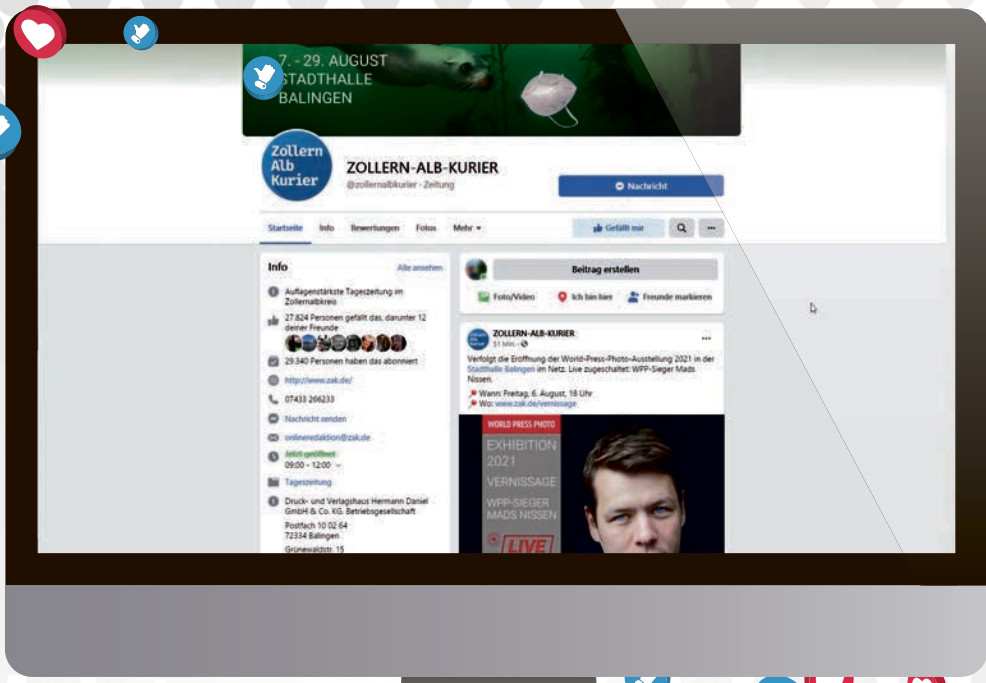 7. - 29. AUGUST
STADTHALLE
BALINGEN
Zollern
Alb
Kurier
ZOLLERN-ALB-KURIER
@zollernalbkurier · Zeitung
Nachricht
Startseite Info Bewertungen Fotos Mehr
Gefällt mir
Info Alle ansehen
Auflagenstärkste Tageszeitung im
Zollernalbkreis
27.824 Personen gefällt das, darunter 12
deiner Freunde
29.340 Personen haben das abonniert
http://www.zak.de/
07433 266233
Nachricht senden
onlineredaktion@zak.de
Jetzt geöffnet
09:00 - 12:00
Tageszeitung
Druck- und Verlagshaus Hermann Daniel
GmbH & Co. KG. Betriebsgesellschaft
Postfach 10 02 64
72334 Balingen
Grünewaldstr. 15
Beitrag erstellen
Foto/Video Ich bin hier Freunde markieren
ZOLLERN-ALB-KURIER
51 Min. ·
Verfolgt die Eröffnung der World-Press-Photo-Ausstellung 2021 in der
Stadthalle Balingen im Netz. Live zugeschaltet: WPP-Sieger Mads
Nissen.
Wann: Freitag, 6. August, 18 Uhr
Wo: www.zak.de/vernissage
WORLD PRESS PHOTO
EXHIBITION
2021
VERNISSAGE
WPP-SIEGER
MADS NISSEN
LIVE